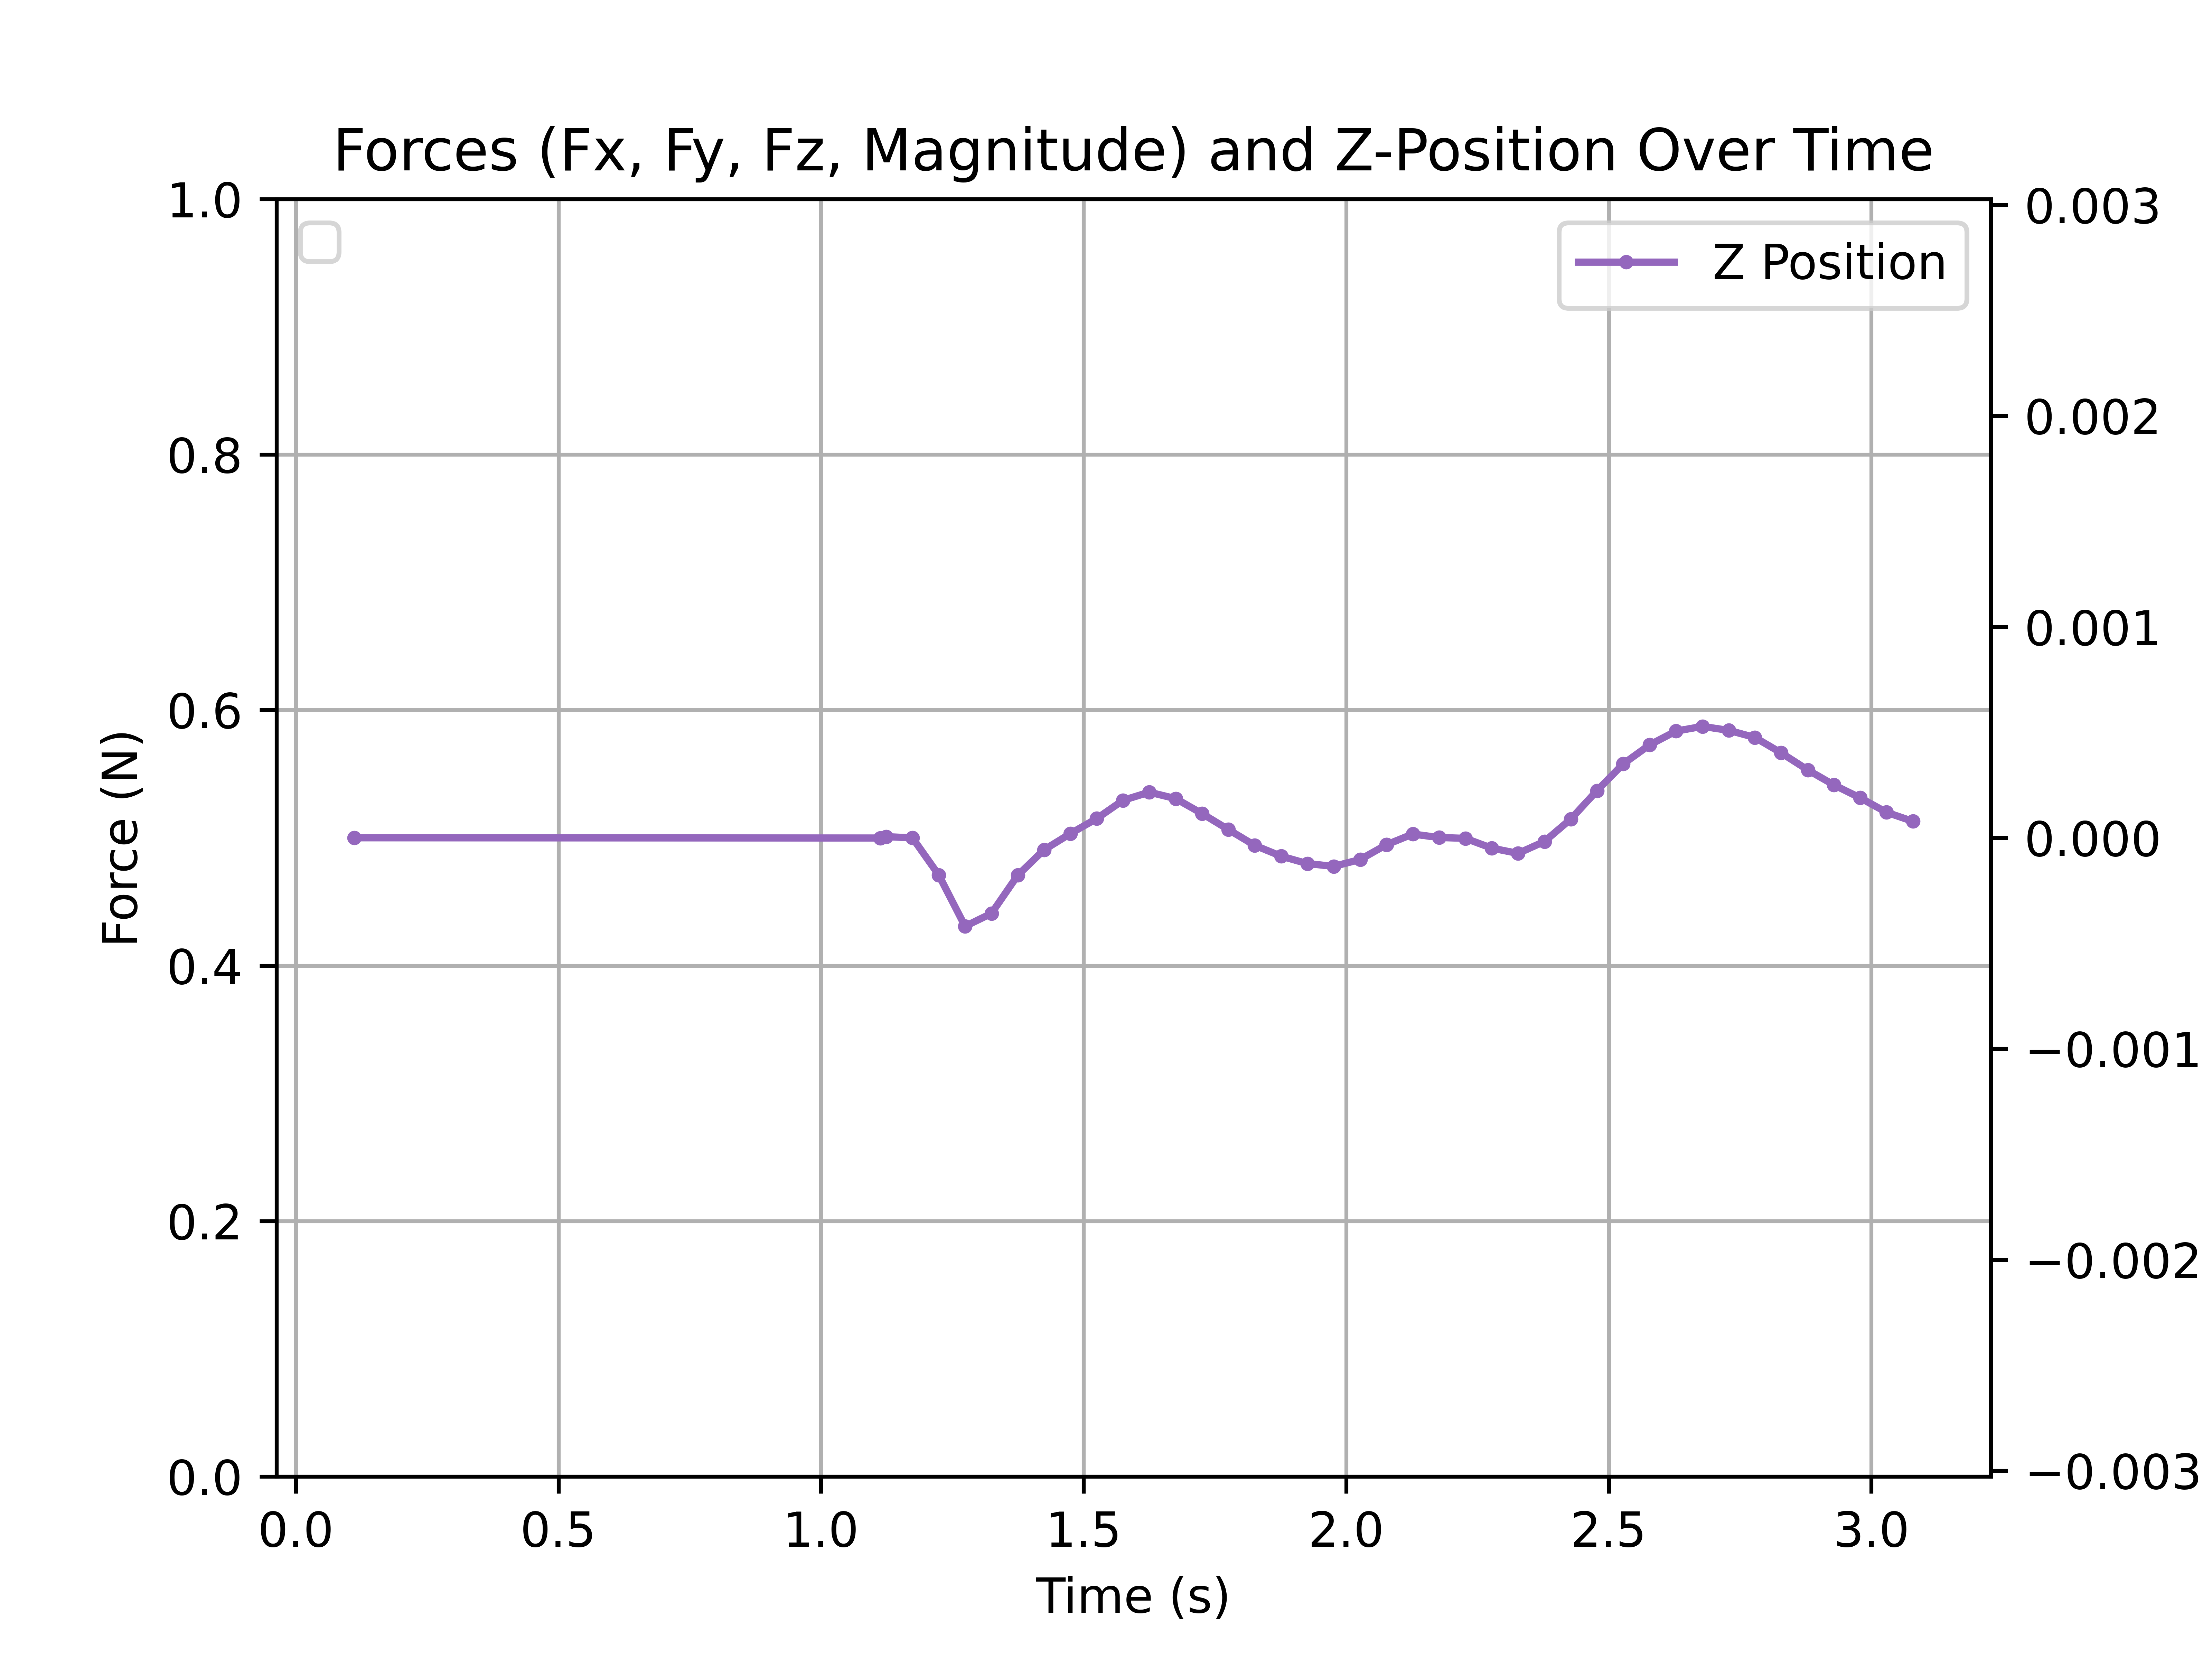 Forces (Fx, Fy, Fz, Magnitude) and Z-Position Over Time
Z Position
Force (N)
1.0
0.8
0.6
0.4
0.2
0.0
0.003
0.002
0.001
0.000
−0.001
−0.002
−0.003
0.0 0.5 1.0 1.5 2.0 2.5 3.0
Time (s)